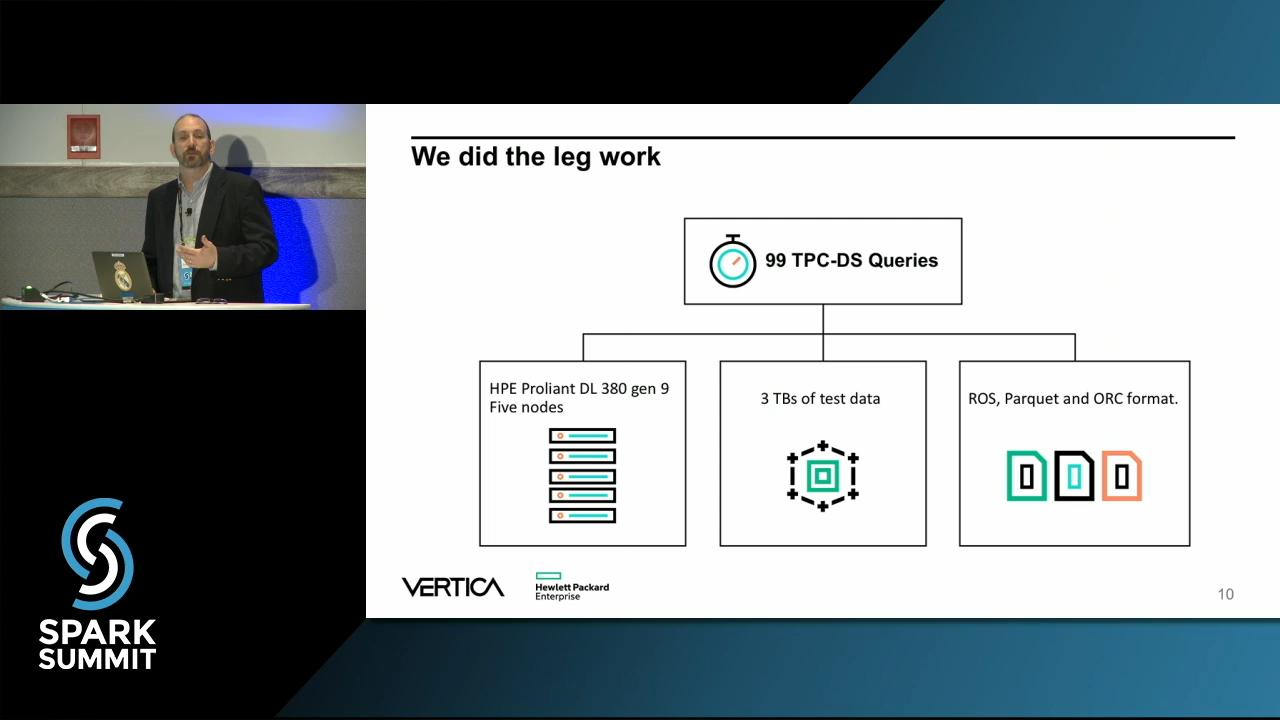 We did the leg work
99 TPC-DS Queries
HPE Proliant DL 380 gen 9
Five nodes
3 TBs of test data
ROS, Parquet and ORC format.
VERTICA
Hewlett Packard
Enterprise
10
SPARK
SUMMIT